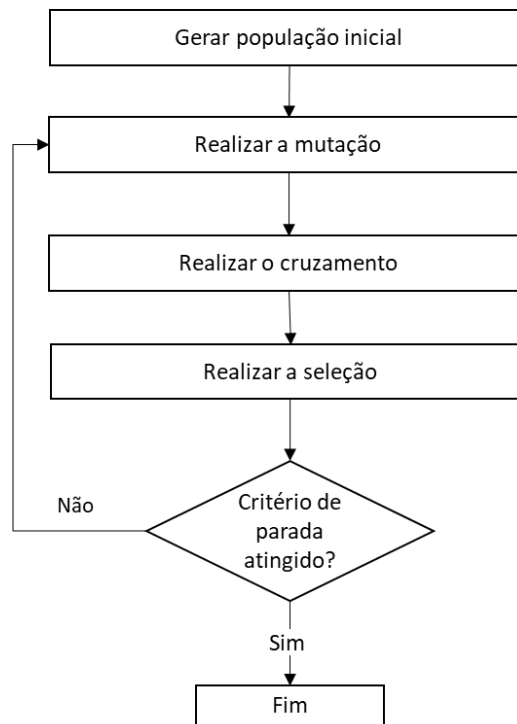 Gerar população inicial
Realizar a mutação
Realizar o cruzamento
Realizar a seleção
Critério de
parada
atingido?
Não
Sim
Fim